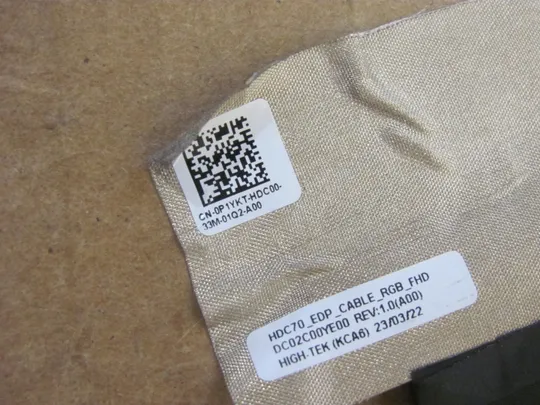 CN-0P1YKT-HDC00-
33M-01Q2-A00
HDC70_EDP_CABLE_RGB_FHD
DC02C00YE00 REV:1.0(A00)
HIGH-TEK (KCA6) 23/03/22